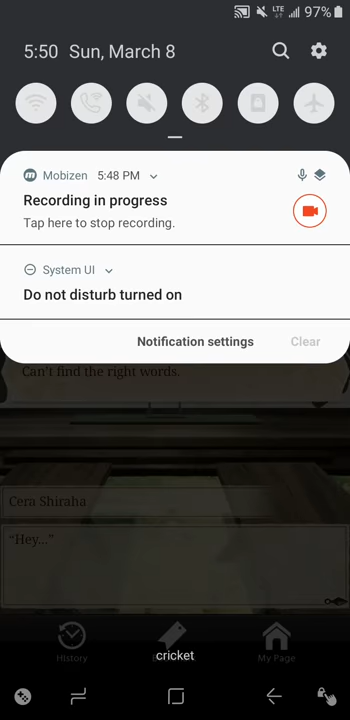 LTE 97%
5:50 Sun, March 8
Mobizen 5:48 PM
Recording in progress
Tap here to stop recording.
System UI
Do not disturb turned on
Notification settings Clear
Can't find the right words.
Cera Shiraha
"Hey..."
History My Page
cricket